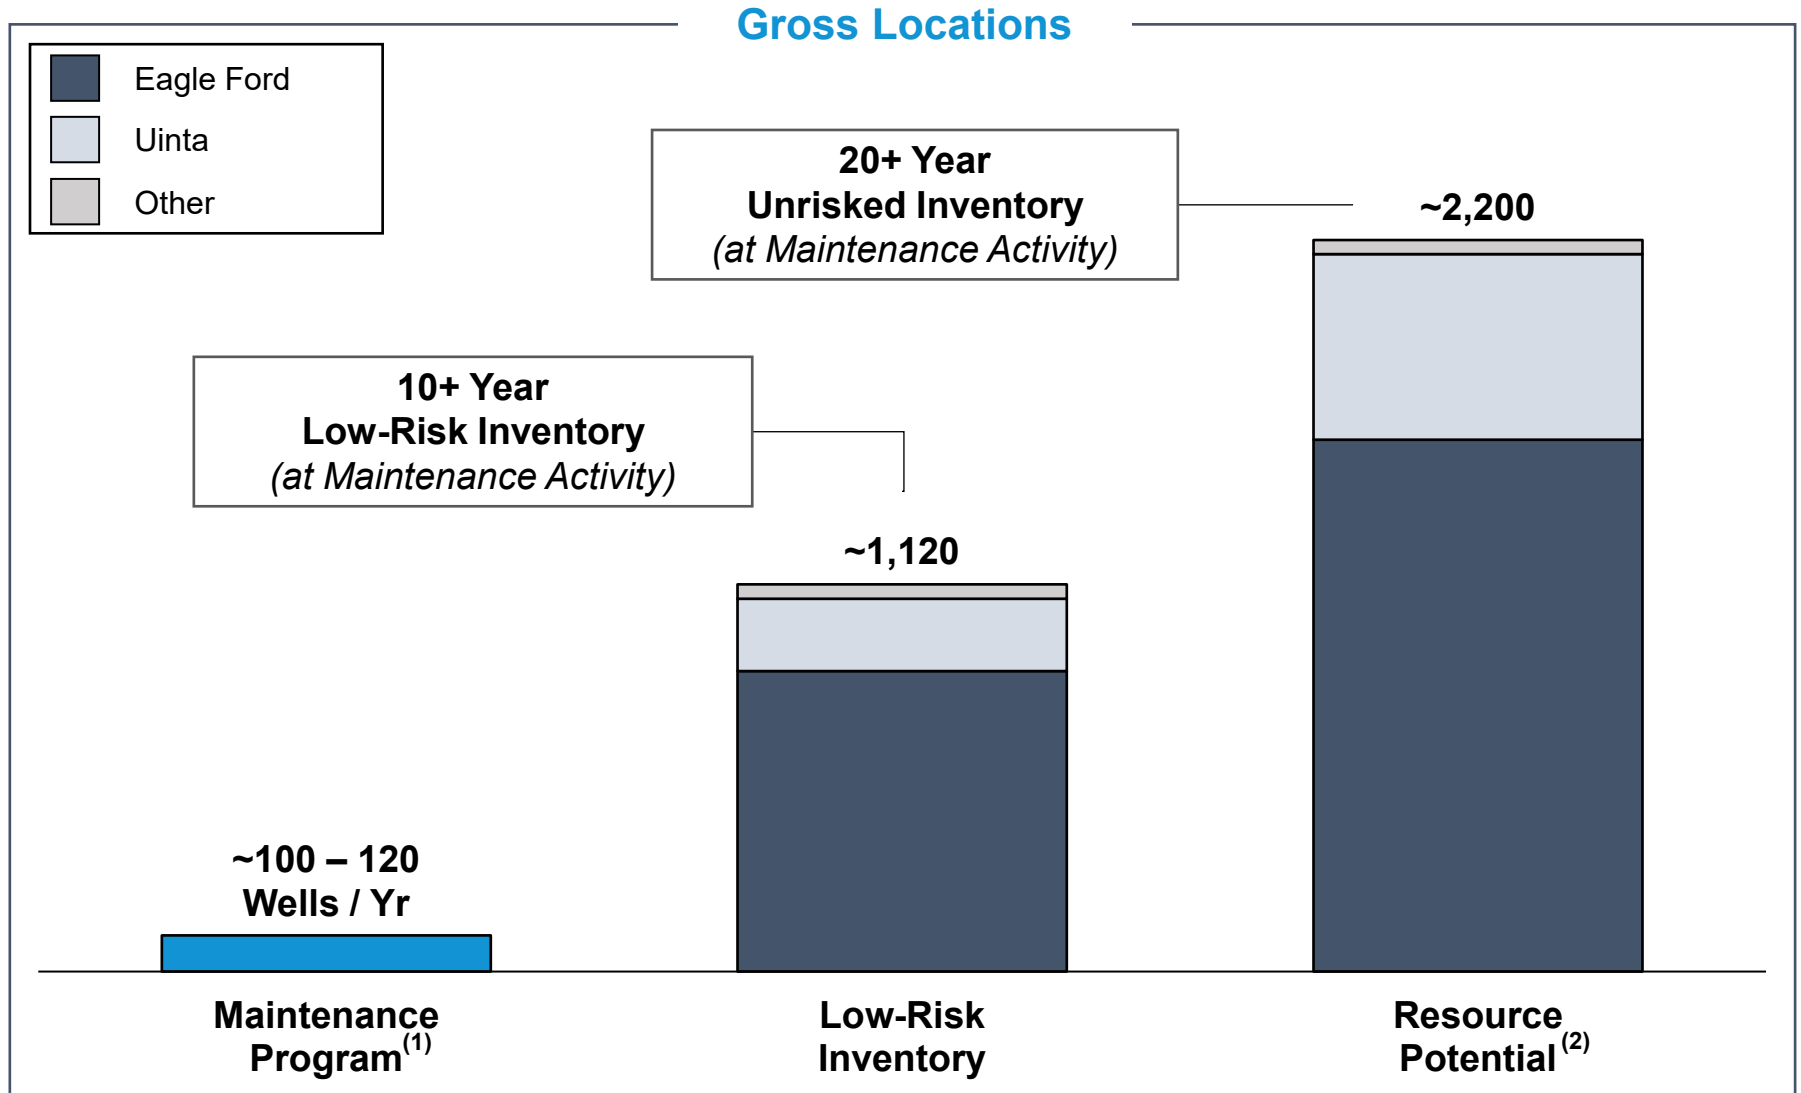 Gross Locations
Eagle Ford
Uinta
Other
20+ Year
Unrisked Inventory
(at Maintenance Activity)
~2,200
10+ Year
Low-Risk Inventory
(at Maintenance Activity)
~1,120
~100 – 120
Wells / Yr
Maintenance
Program(1)
Low-Risk
Inventory
Resource
Potential(2)